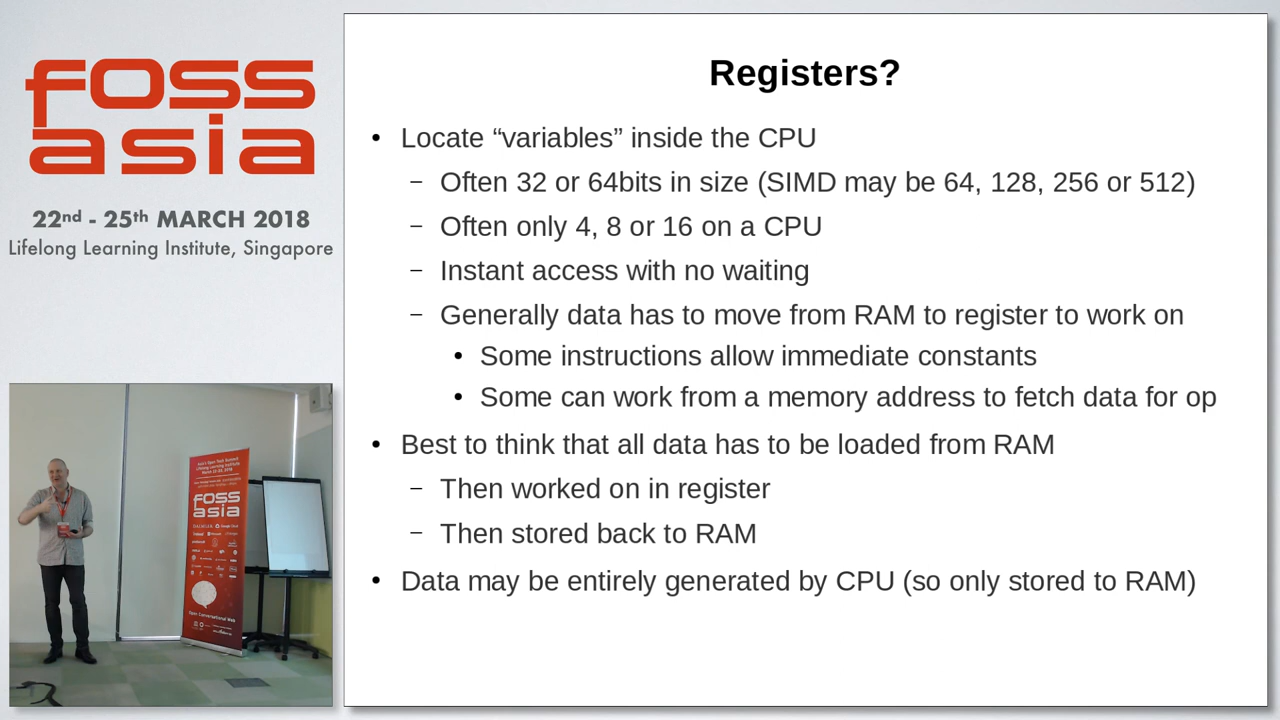 foss
asia
22nd - 25th MARCH 2018
Lifelong Learning Institute, Singapore
Registers?
• Locate “variables” inside the CPU
– Often 32 or 64bits in size (SIMD may be 64, 128, 256 or 512)
– Often only 4, 8 or 16 on a CPU
– Instant access with no waiting
– Generally data has to move from RAM to register to work on
• Some instructions allow immediate constants
• Some can work from a memory address to fetch data for op
• Best to think that all data has to be loaded from RAM
– Then worked on in register
– Then stored back to RAM
• Data may be entirely generated by CPU (so only stored to RAM)
foss
asia
Open Conversational Web